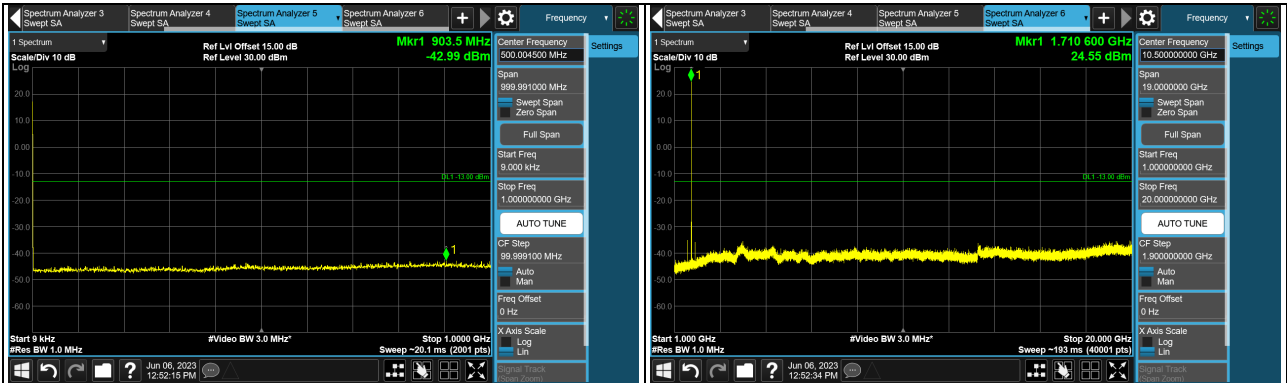 Spectrum Analyzer 3
Swept SA
Spectrum Analyzer 4
Swept SA
Spectrum Analyzer 5
Swept SA
Spectrum Analyzer 6
Swept SA
+
Frequency
1 Spectrum
Scale/Div 10 dB
Log
Ref Lvl Offset 15.00 dB
Ref Level 30.00 dBm
Mkr1 903.5 MHz
-42.99 dBm
20.0
10.0
0.00
-10.0
-20.0
-30.0
-40.0
-50.0
-60.0
DL1 -13.00 dBm
1
Start 9 kHz
#Res BW 1.0 MHz
#Video BW 3.0 MHz*
Stop 1.0000 GHz
Sweep ~20.1 ms (2001 pts)
Center Frequency
500.004500 MHz
Settings
Span
999.991000 MHz
Swept Span
Zero Span
Full Span
Start Freq
9.000 kHz
Stop Freq
1.000000000 GHz
AUTO TUNE
CF Step
99.999100 MHz
Auto
Man
Freq Offset
0 Hz
X Axis Scale
Log
Lin
Signal Track
(Span Zoom)
?
Jun 06, 2023
12:52:15 PM
Spectrum Analyzer 3
Swept SA
Spectrum Analyzer 4
Swept SA
Spectrum Analyzer 5
Swept SA
Spectrum Analyzer 6
Swept SA
+
Frequency
1 Spectrum
Scale/Div 10 dB
Log
Ref Lvl Offset 15.00 dB
Ref Level 30.00 dBm
Mkr1 1.710 600 GHz
24.55 dBm
1
20.0
10.0
0.00
-10.0
-20.0
-30.0
-40.0
-50.0
-60.0
DL1 -13.00 dBm
Start 1.000 GHz
#Res BW 1.0 MHz
#Video BW 3.0 MHz*
Stop 20.000 GHz
Sweep ~193 ms (40001 pts)
Center Frequency
10.500000000 GHz
Settings
Span
19.0000000 GHz
Swept Span
Zero Span
Full Span
Start Freq
1.000000000 GHz
Stop Freq
20.000000000 GHz
AUTO TUNE
CF Step
1.900000000 GHz
Auto
Man
Freq Offset
0 Hz
X Axis Scale
Log
Lin
Signal Track
(Span Zoom)
?
Jun 06, 2023
12:52:34 PM